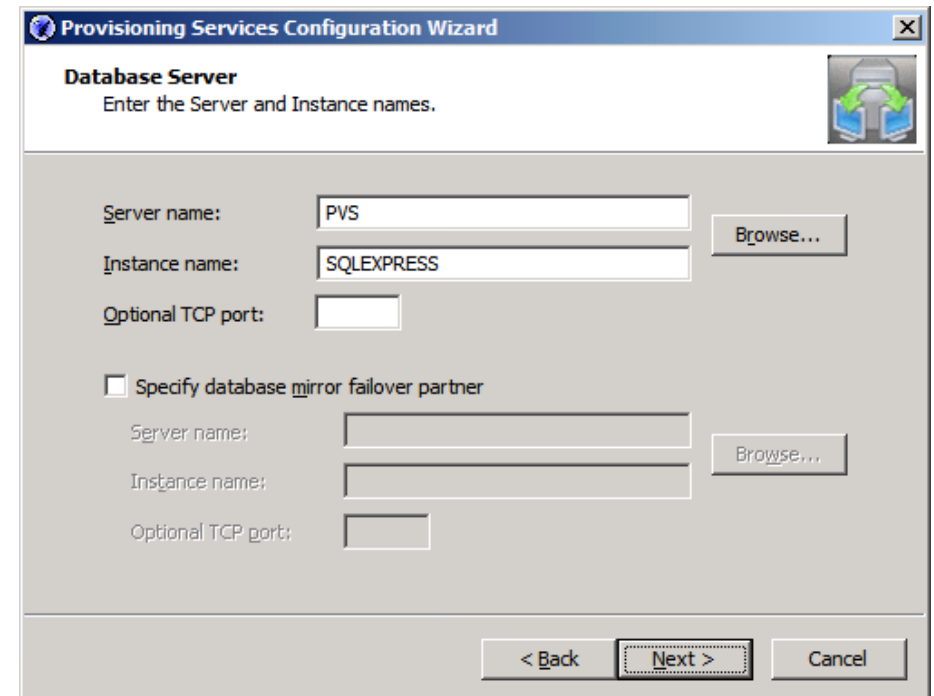 Provisioning Services Configuration Wizard
Database Server
Enter the Server and Instance names.
Server name: PVS
Browse...
Instance name: SQLEXPRESS
Optional TCP port:
Specify database mirror failover partner
Server name:
Browse...
Instance name:
Optional TCP port:
< Back Next > Cancel